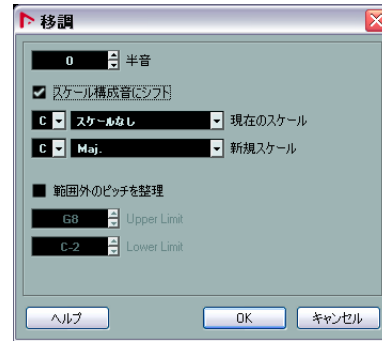 移調
0 半音
スケール構成音にシフト
C スケールなし 現在のスケール
C Maj. 新規スケール
範囲外のピッチを整理
G8 Upper Limit
C-2 Lower Limit
ヘルプ OK キャンセル